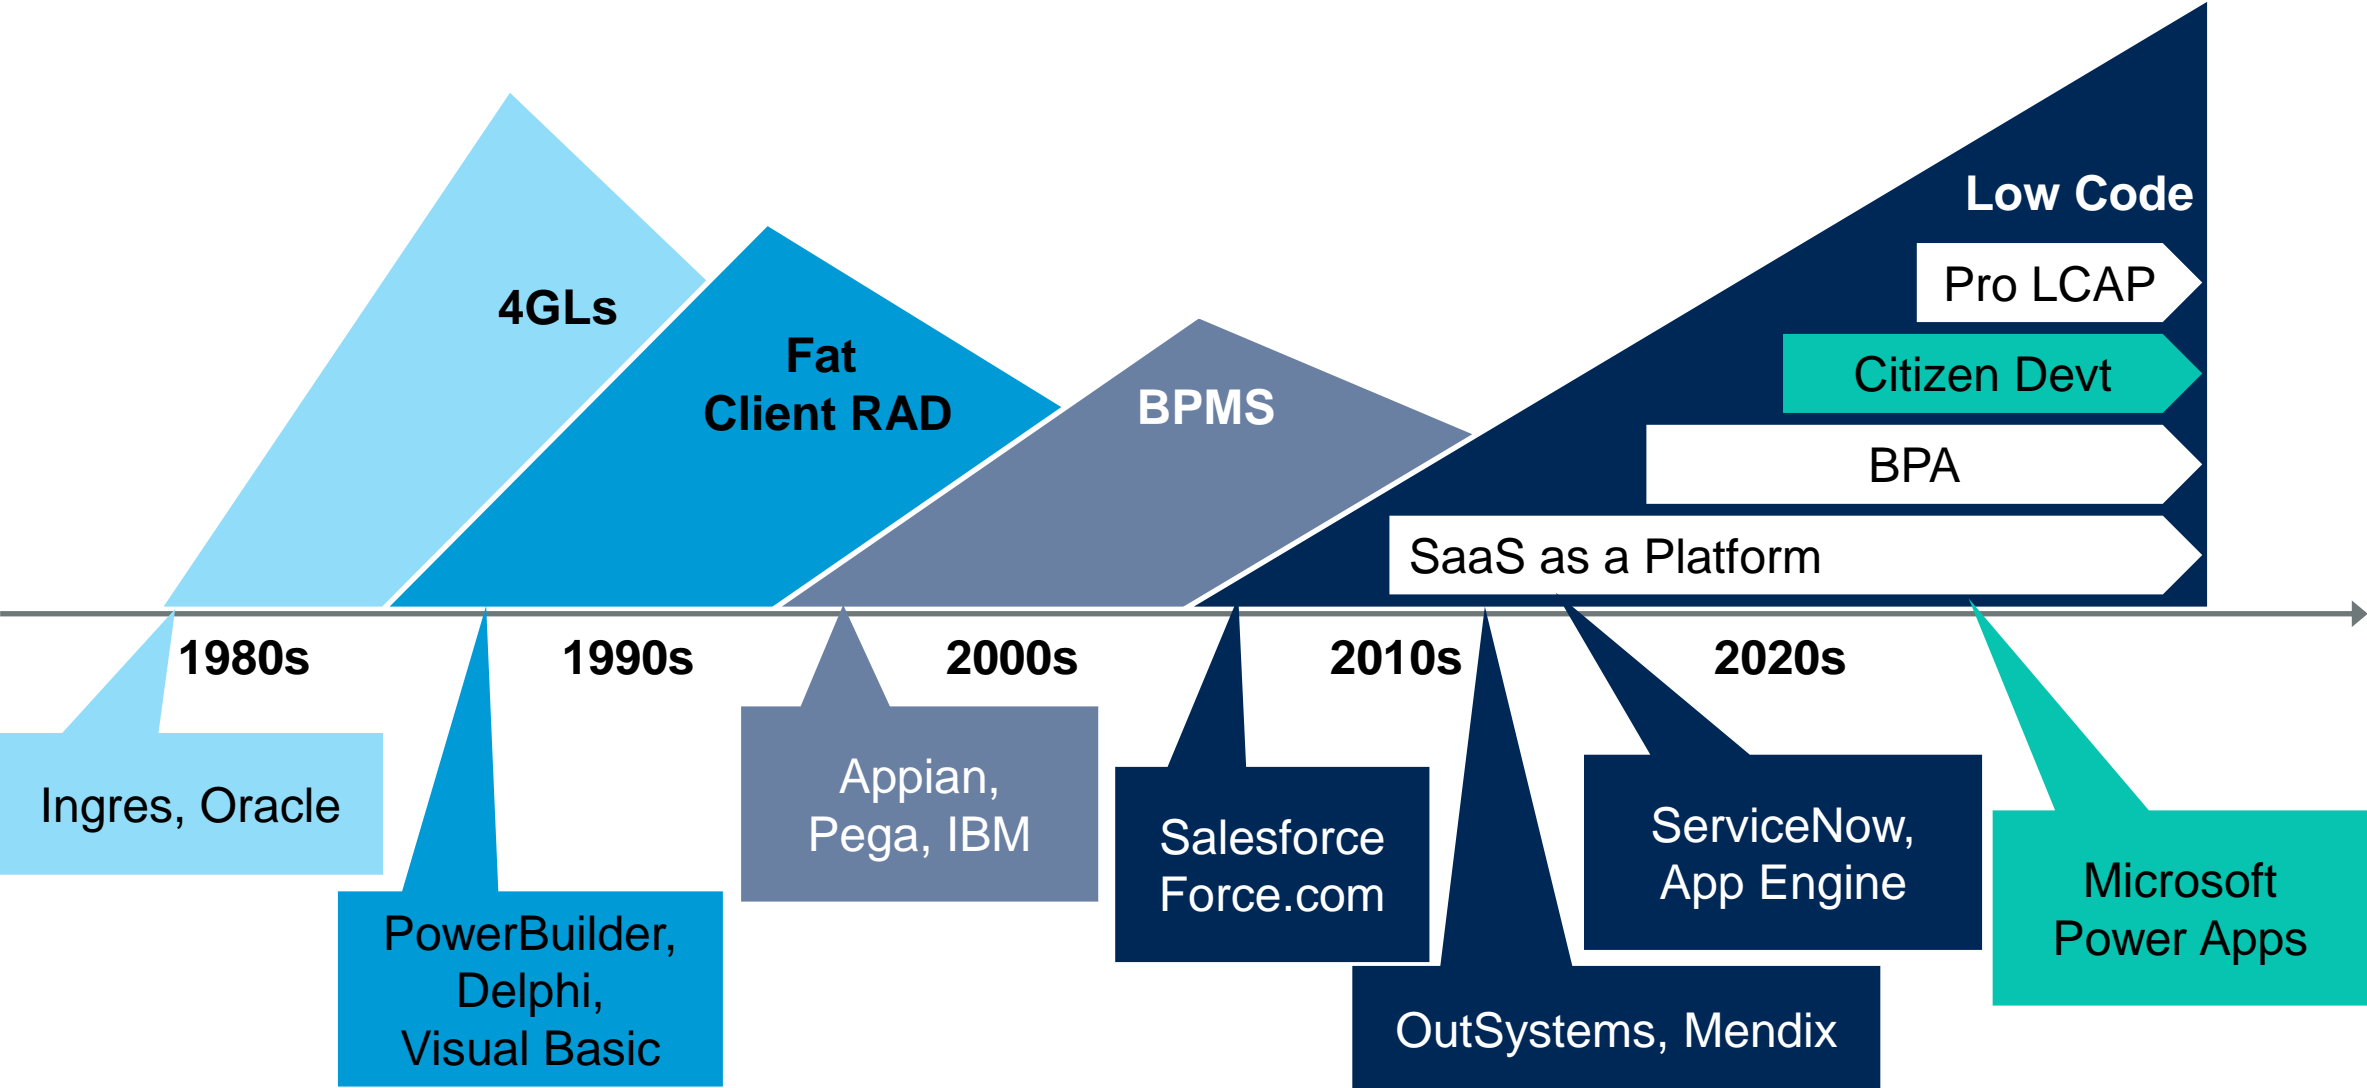 Low Code
Pro LCAP
4GLs
Fat
Client RAD
Citizen Devt
BPMS
BPA
SaaS as a Platform
1980s
1990s
2000s
2010s
2020s
Ingres, Oracle
PowerBuilder,
Delphi,
Visual Basic
Appian,
Pega, IBM
Salesforce
Force.com
OutSystems, Mendix
ServiceNow,
App Engine
Microsoft
Power Apps